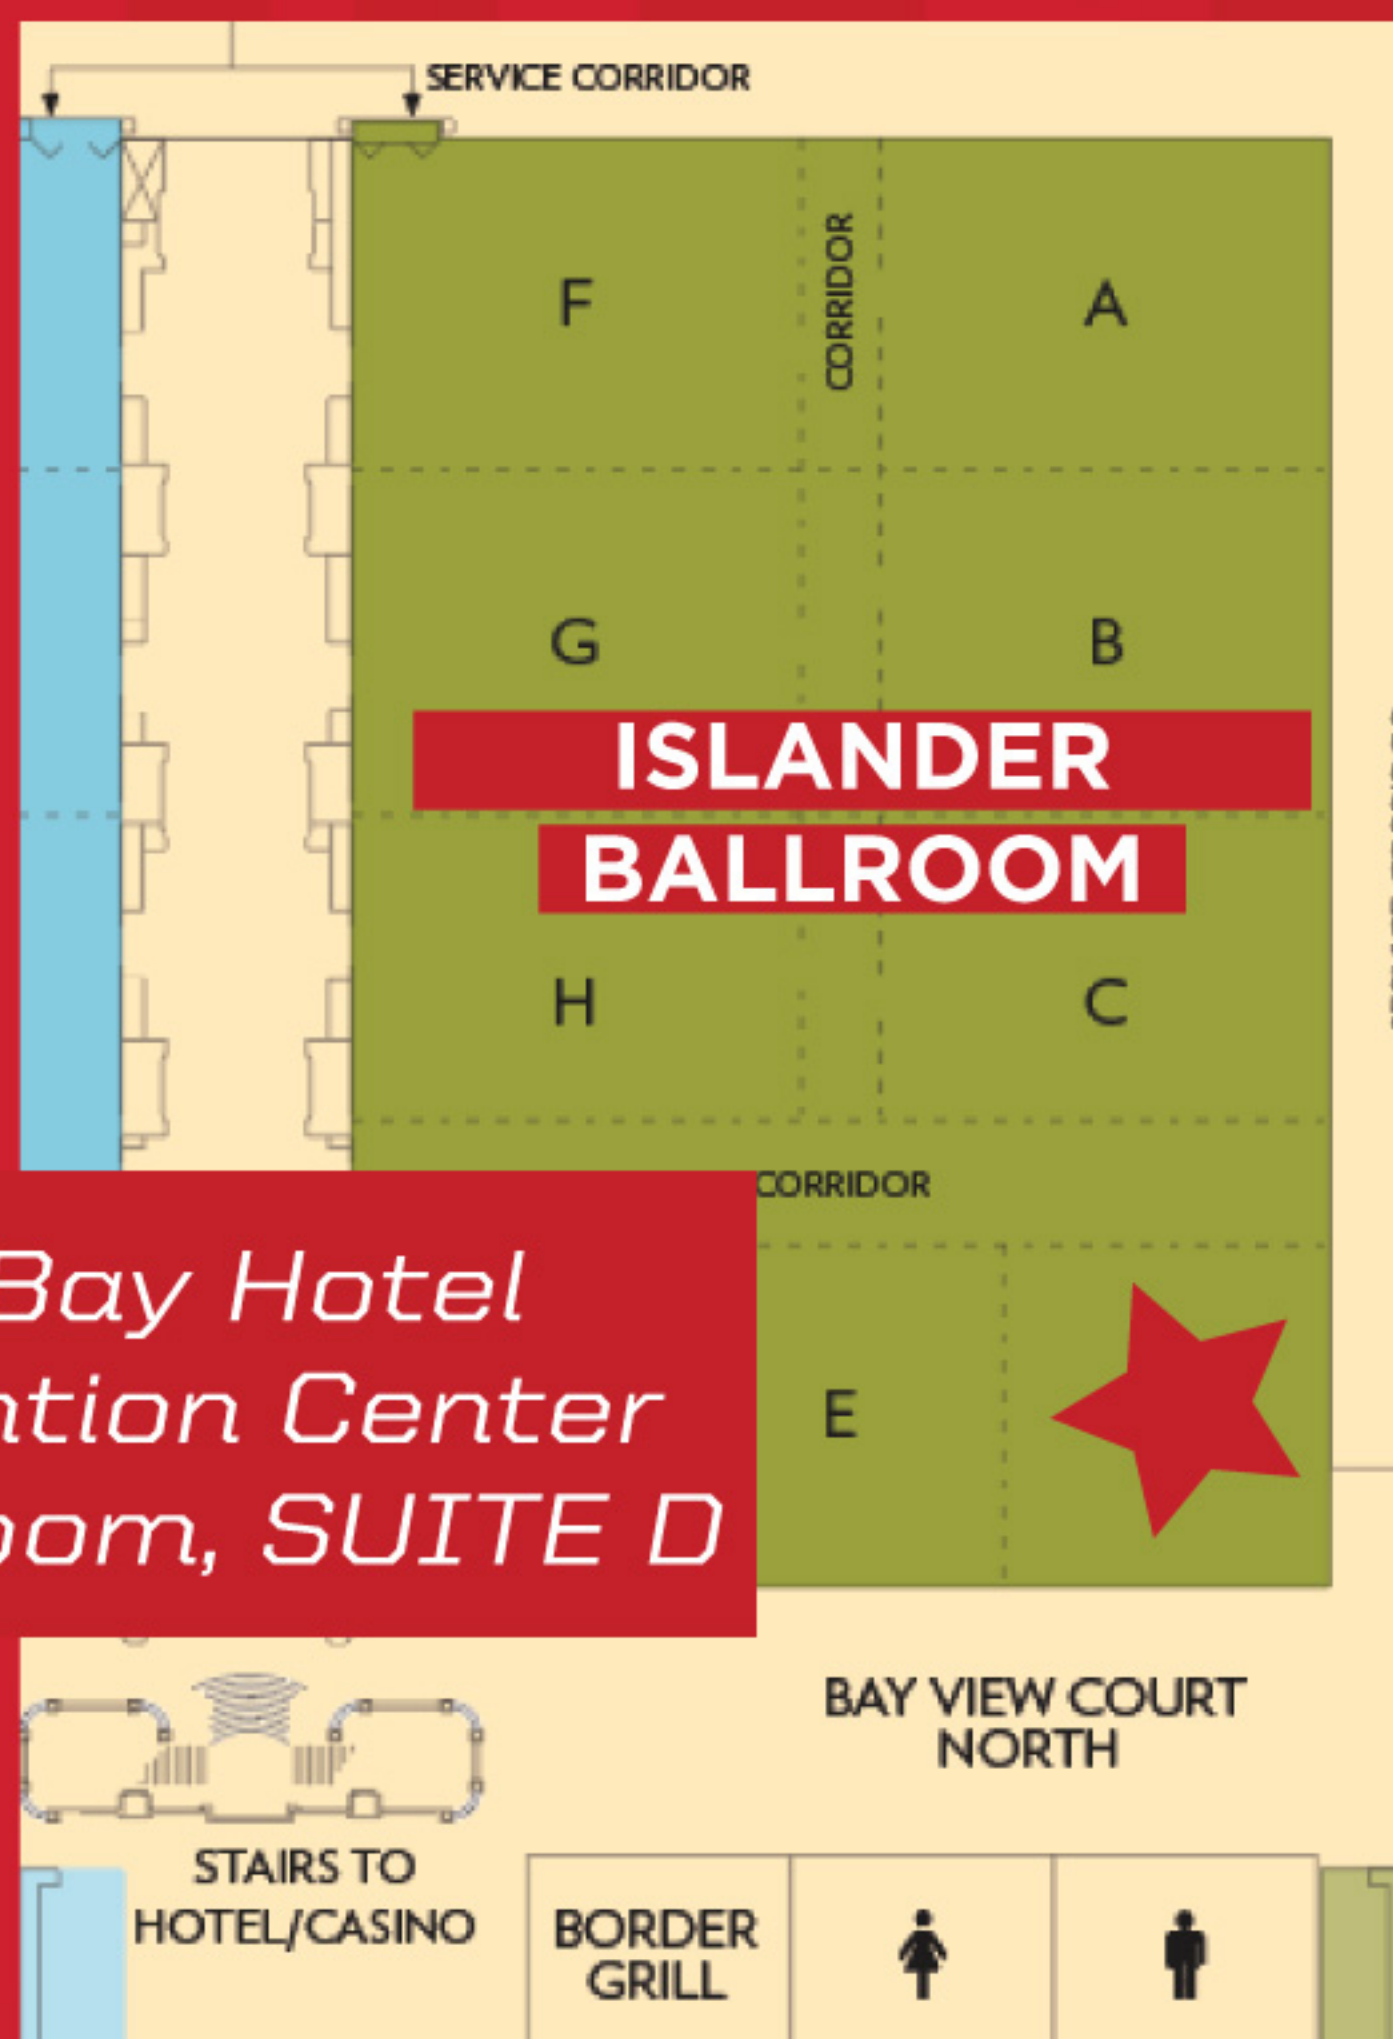 SERVICE CORRIDOR
F
CORRIDOR
A
G
B
ISLANDER
BALLROOM
H
C
CORRIDOR
Bay Hotel
ntion Center
oom, SUITE D
E
BAY VIEW COURT
NORTH
STAIRS TO
HOTEL/CASINO
BORDER
GRILL